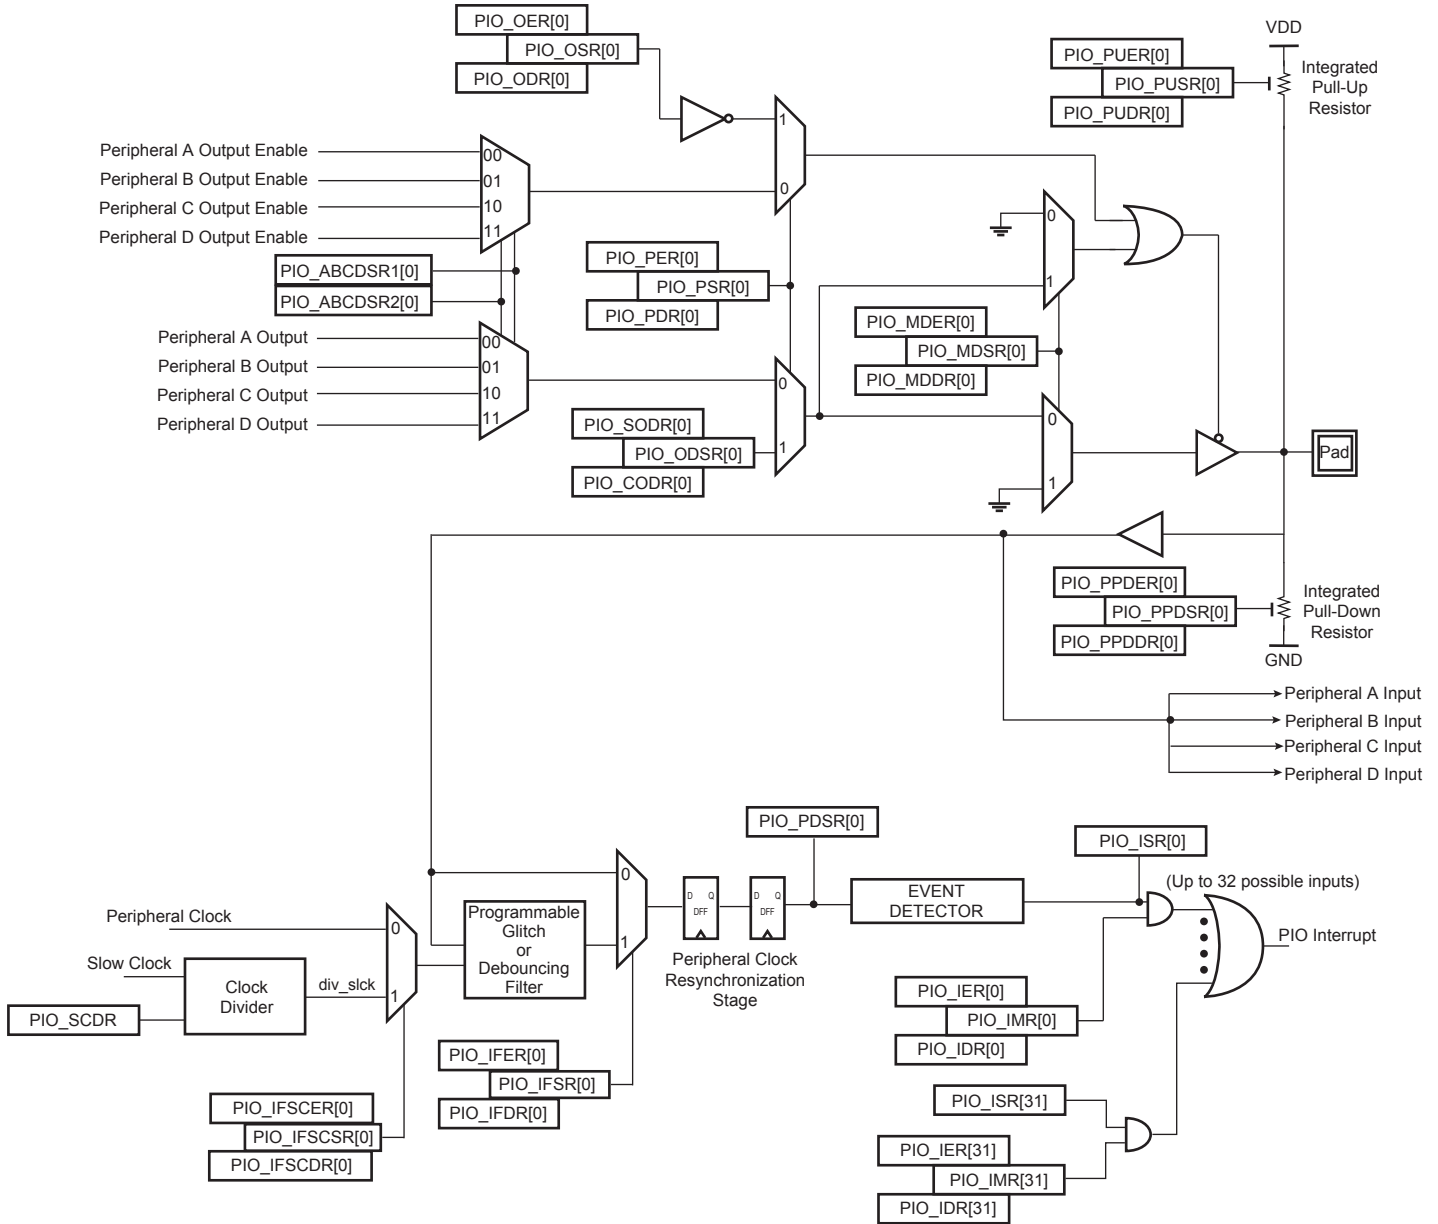 PIO_OER[0]
PIO_OSR[0]
PIO_ODR[0]
VDD
PIO_PUER[0]
PIO_PUSR[0]
PIO_PUDR[0]
Integrated
Pull-Up
Resistor
1
0
Peripheral A Output Enable
Peripheral B Output Enable
Peripheral C Output Enable
Peripheral D Output Enable
00
01
10
11
PIO_ABCDSR1[0]
PIO_ABCDSR2[0]
PIO_PER[0]
PIO_PSR[0]
PIO_PDR[0]
0
1
PIO_MDER[0]
PIO_MDSR[0]
PIO_MDDR[0]
Peripheral A Output
Peripheral B Output
Peripheral C Output
Peripheral D Output
00
01
10
11
PIO_SODR[0]
PIO_ODSR[0]
PIO_CODR[0]
0
1
0
1
Pad
PIO_PPDER[0]
PIO_PPDSR[0]
PIO_PPDDR[0]
Integrated
Pull-Down
Resistor
GND
Peripheral A Input
Peripheral B Input
Peripheral C Input
Peripheral D Input
PIO_PDSR[0]
PIO_ISR[0]
(Up to 32 possible inputs)
EVENT
DETECTOR
PIO Interrupt
0
1
D Q
DFF
D Q
DFF
Peripheral Clock
Resynchronization
Stage
Programmable
Glitch
or
Debouncing
Filter
Peripheral Clock
0
Slow Clock
Clock
Divider
div_slck
1
PIO_SCDR
PIO_IER[0]
PIO_IMR[0]
PIO_IDR[0]
PIO_IFER[0]
PIO_IFSR[0]
PIO_IFDR[0]
PIO_IFSCER[0]
PIO_IFSCSR[0]
PIO_IFSCDR[0]
PIO_ISR[31]
PIO_IER[31]
PIO_IMR[31]
PIO_IDR[31]